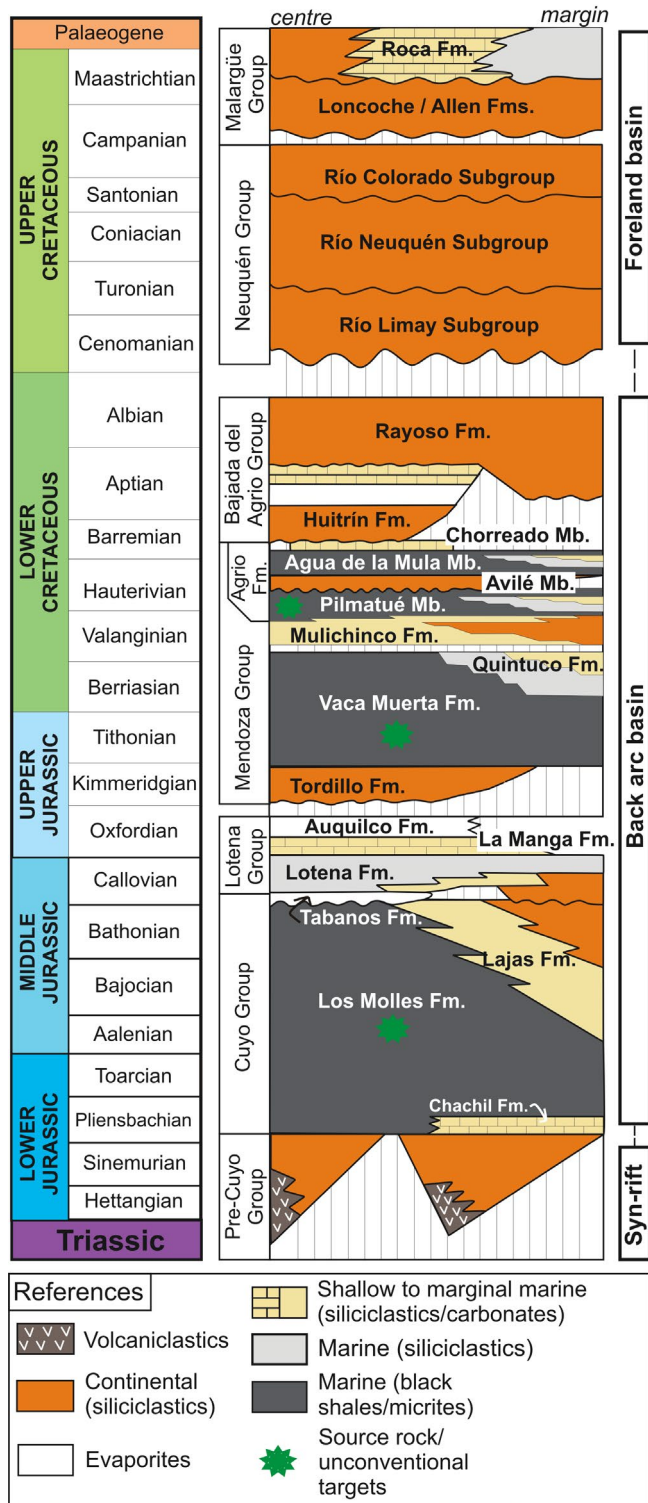 centre
margin
Palaeogene
UPPER
CRETACEOUS
Maastrichtian
Campanian
Santonian
Coniacian
Turonian
Cenomanian
LOWER
CRETACEOUS
Albian
Aptian
Barremian
Hauterivian
Valanginian
Berriasian
UPPER
JURASSIC
Tithonian
Kimmeridgian
Oxfordian
MIDDLE
JURASSIC
Callovian
Bathonian
Bajocian
Aalenian
LOWER
JURASSIC
Toarcian
Pliensbachian
Sinemurian
Hettangian
Triassic
Malargüe
Group
Roca Fm.
Loncoche / Allen Fms.
Neuquén Group
Río Colorado Subgroup
Río Neuquén Subgroup
Río Limay Subgroup
Bajada del
Agrio Group
Rayoso Fm.
Huitrín Fm.
Chorreado Mb.
Agrio
Fm.
Agua de la Mula Mb.
Avilé Mb.
Pilmatué Mb.
Mendoza Group
Mulichinco Fm.
Quintuco Fm.
Vaca Muerta Fm.
Tordillo Fm.
Lotena
Group
Auquilco Fm.
La Manga Fm.
Lotena Fm.
Cuyo Group
Tabanos Fm.
Lajas Fm.
Los Molles Fm.
Chachil Fm.
Pre-Cuyo
Group
Foreland basin
Back arc basin
Syn-rift
References
Volcaniclastics
Continental
(siliciclastics)
Evaporites
Shallow to marginal marine
(siliciclastics/carbonates)
Marine (siliciclastics)
Marine (black
shales/micrites)
Source rock/
unconventional
targets